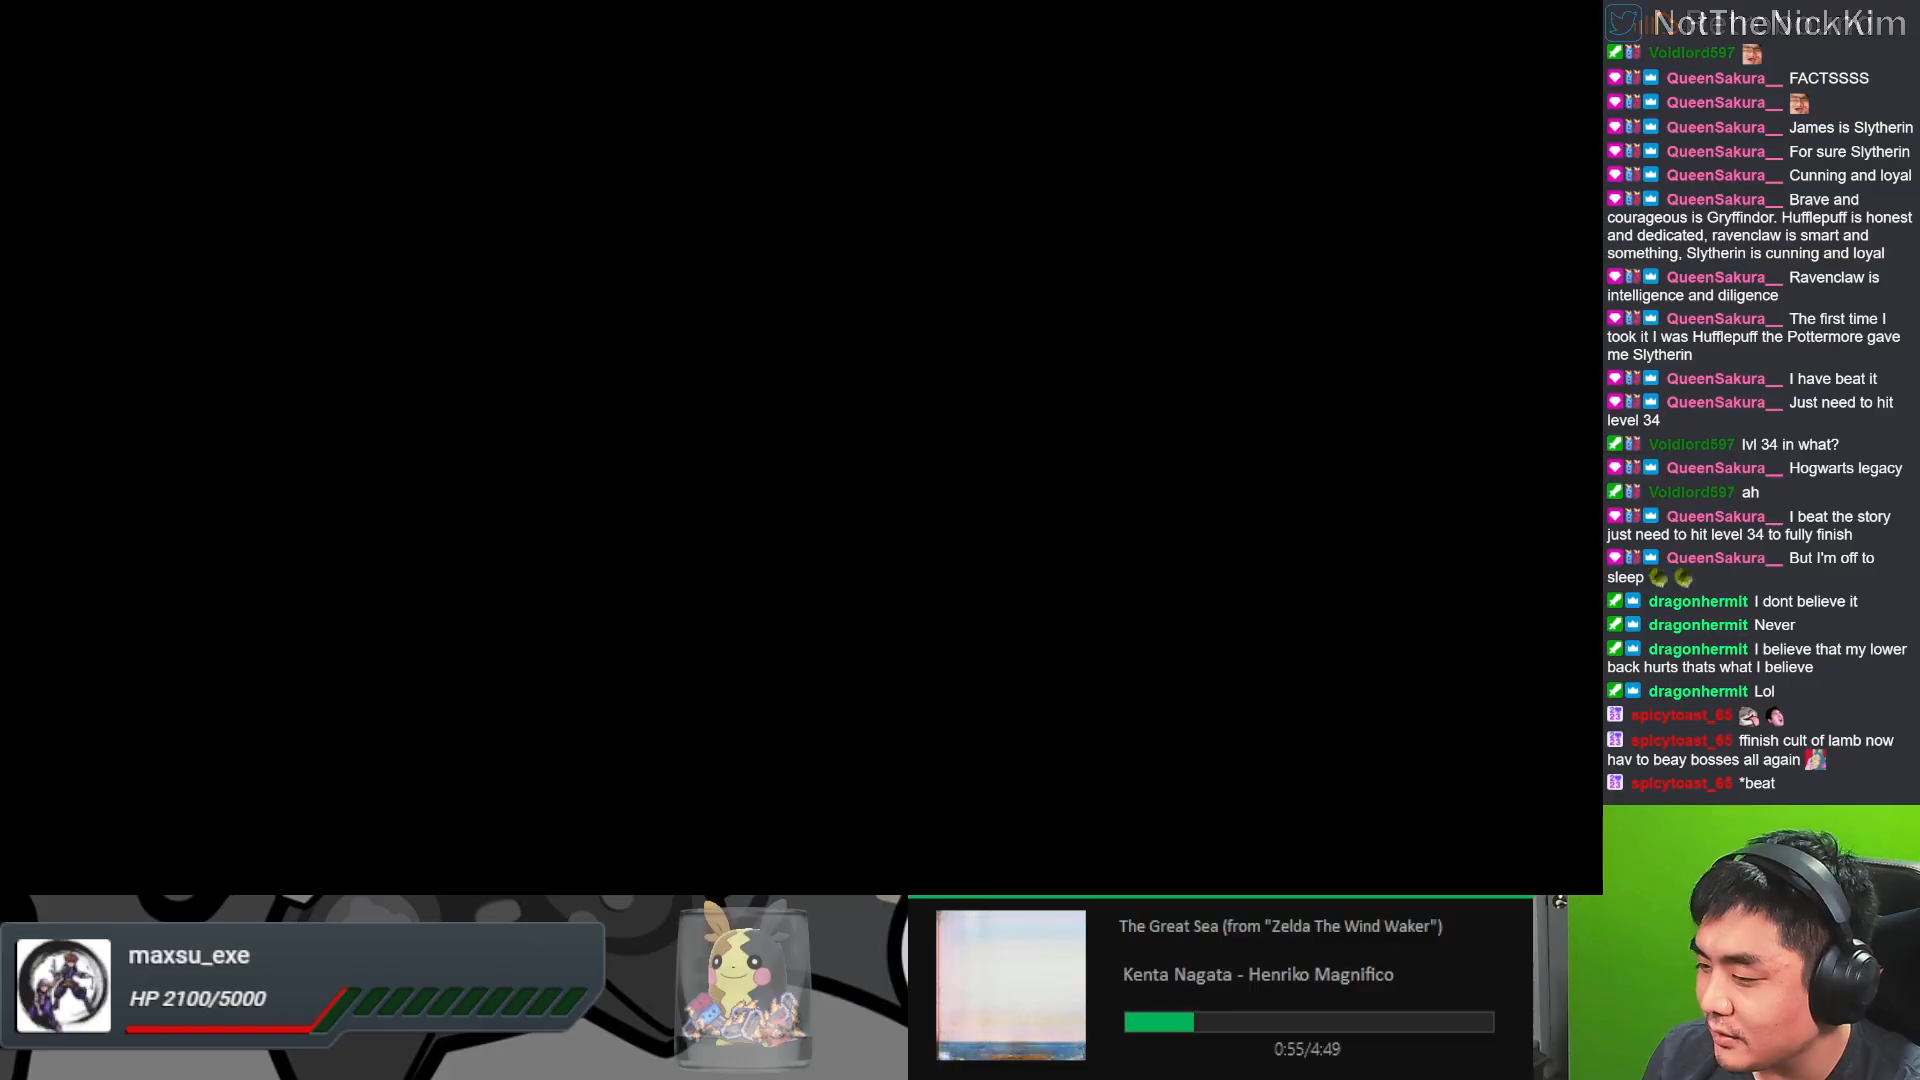 NotTheNickKim
Voidlord597
QueenSakura__ FACTSSSS
QueenSakura__
QueenSakura__ James is Slytherin
QueenSakura__ For sure Slytherin
QueenSakura__ Cunning and loyal
QueenSakura__ Brave and
courageous is Gryffindor. Hufflepuff is honest
and dedicated, ravenclaw is smart and
something, Slytherin is cunning and loyal
QueenSakura__ Ravenclaw is
intelligence and diligence
QueenSakura__ The first time I
took it I was Hufflepuff the Pottermore gave
me Slytherin
QueenSakura__ I have beat it
QueenSakura__ Just need to hit
level 34
Voidlord597 lvl 34 in what?
QueenSakura__ Hogwarts legacy
Voidlord597 ah
QueenSakura__ I beat the story
just need to hit level 34 to fully finish
QueenSakura__ But I'm off to
sleep
dragonhermit I dont believe it
dragonhermit Never
dragonhermit I believe that my lower
back hurts thats what I believe
dragonhermit Lol
spicytoast_65
spicytoast_65 ffinish cult of lamb now
hav to beay bosses all again
spicytoast_65 *beat
maxsu_exe
HP 2100/5000
The Great Sea (from "Zelda The Wind Waker")
Kenta Nagata - Henriko Magnifico
0:55/4:49